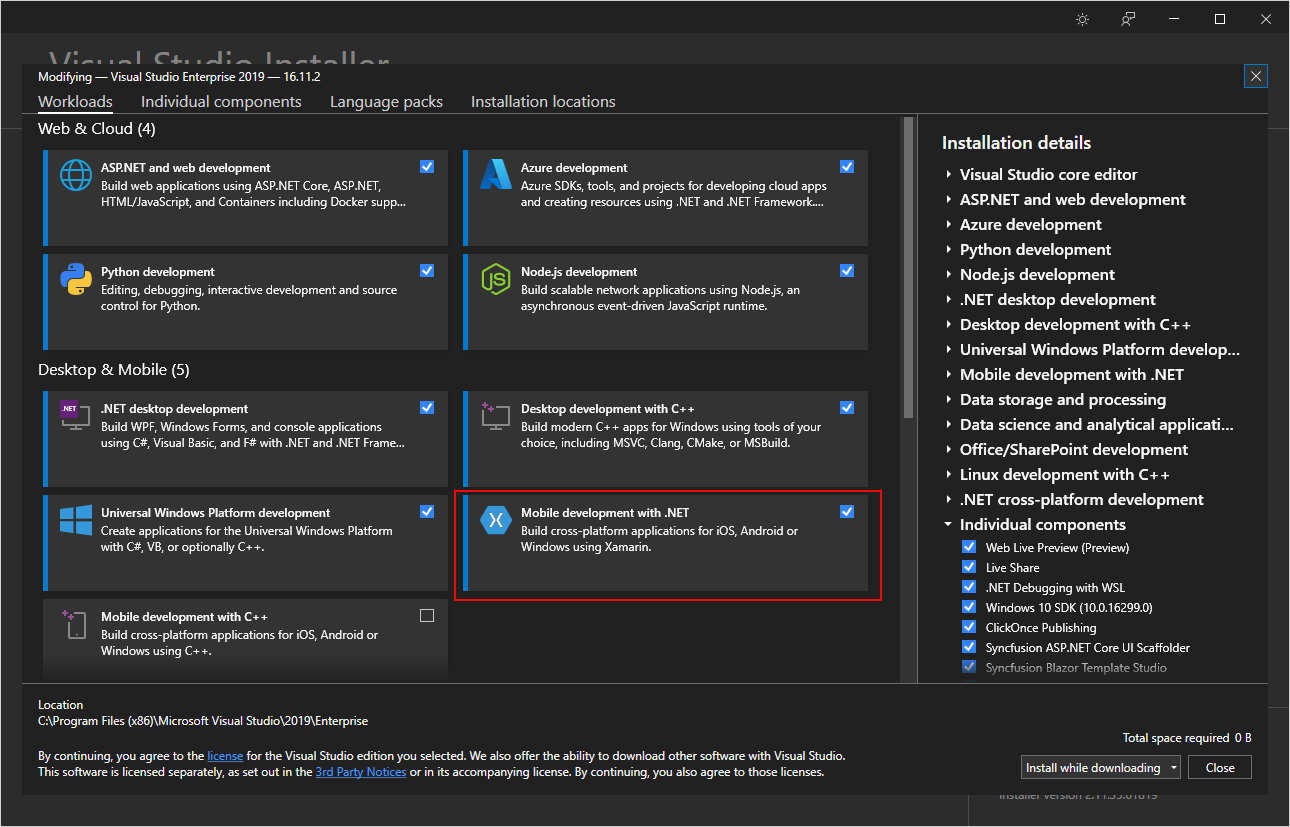 Visual Studio Installer
Modifying — Visual Studio Enterprise 2019 — 16.11.2
Workloads
Individual components
Language packs
Installation locations
Web & Cloud (4)
ASP.NET and web development
Build web applications using ASP.NET Core, ASP.NET,
HTML/JavaScript, and Containers including Docker supp...
Azure development
Azure SDKs, tools, and projects for developing cloud apps
and creating resources using .NET and .NET Framework....
Python development
Editing, debugging, interactive development and source
control for Python.
JS
Node.js development
Build scalable network applications using Node.js, an
asynchronous event-driven JavaScript runtime.
Desktop & Mobile (5)
.NET
.NET desktop development
Build WPF, Windows Forms, and console applications
using C#, Visual Basic, and F# with .NET and .NET Frame...
Desktop development with C++
Build modern C++ apps for Windows using tools of your
choice, including MSVC, Clang, CMake, or MSBuild.
Universal Windows Platform development
Create applications for the Universal Windows Platform
with C#, VB, or optionally C++.
Mobile development with .NET
Build cross-platform applications for iOS, Android or
Windows using Xamarin.
Mobile development with C++
Build cross-platform applications for iOS, Android or
Windows using C++.
Installation details
Visual Studio core editor
ASP.NET and web development
Azure development
Python development
Node.js development
.NET desktop development
Desktop development with C++
Universal Windows Platform develop...
Mobile development with .NET
Data storage and processing
Data science and analytical applicati...
Office/SharePoint development
Linux development with C++
.NET cross-platform development
Individual components
Web Live Preview (Preview)
Live Share
.NET Debugging with WSL
Windows 10 SDK (10.0.16299.0)
ClickOnce Publishing
Syncfusion ASP.NET Core UI Scaffolder
Syncfusion Blazor Template Studio
Location
C:\Program Files (x86)\Microsoft Visual Studio\2019\Enterprise
By continuing, you agree to the license for the Visual Studio edition you selected. We also offer the ability to download other software with Visual Studio.
This software is licensed separately, as set out in the 3rd Party Notices or in its accompanying license. By continuing, you also agree to those licenses.
Total space required 0 B
Install while downloading
Close